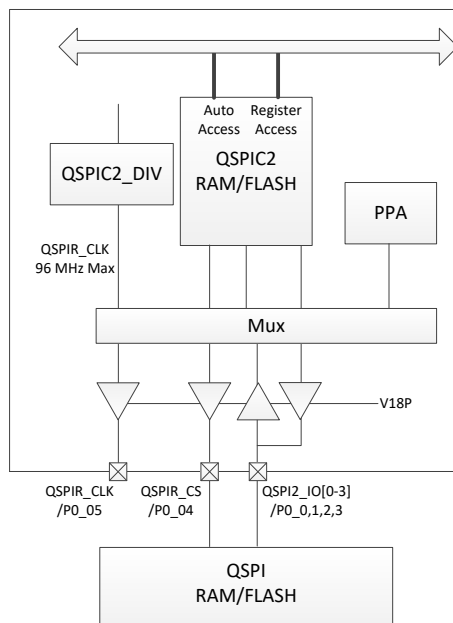 Auto Register
Access Access
QSPIC2
RAM/FLASH
QSPIC2_DIV
PPA
QSPIR_CLK
96 MHz Max
Mux
V18P
QSPIR_CLK
/P0_05
QSPIR_CS
/P0_04
QSPI2_IO[0-3]
/P0_0,1,2,3
QSPI
RAM/FLASH